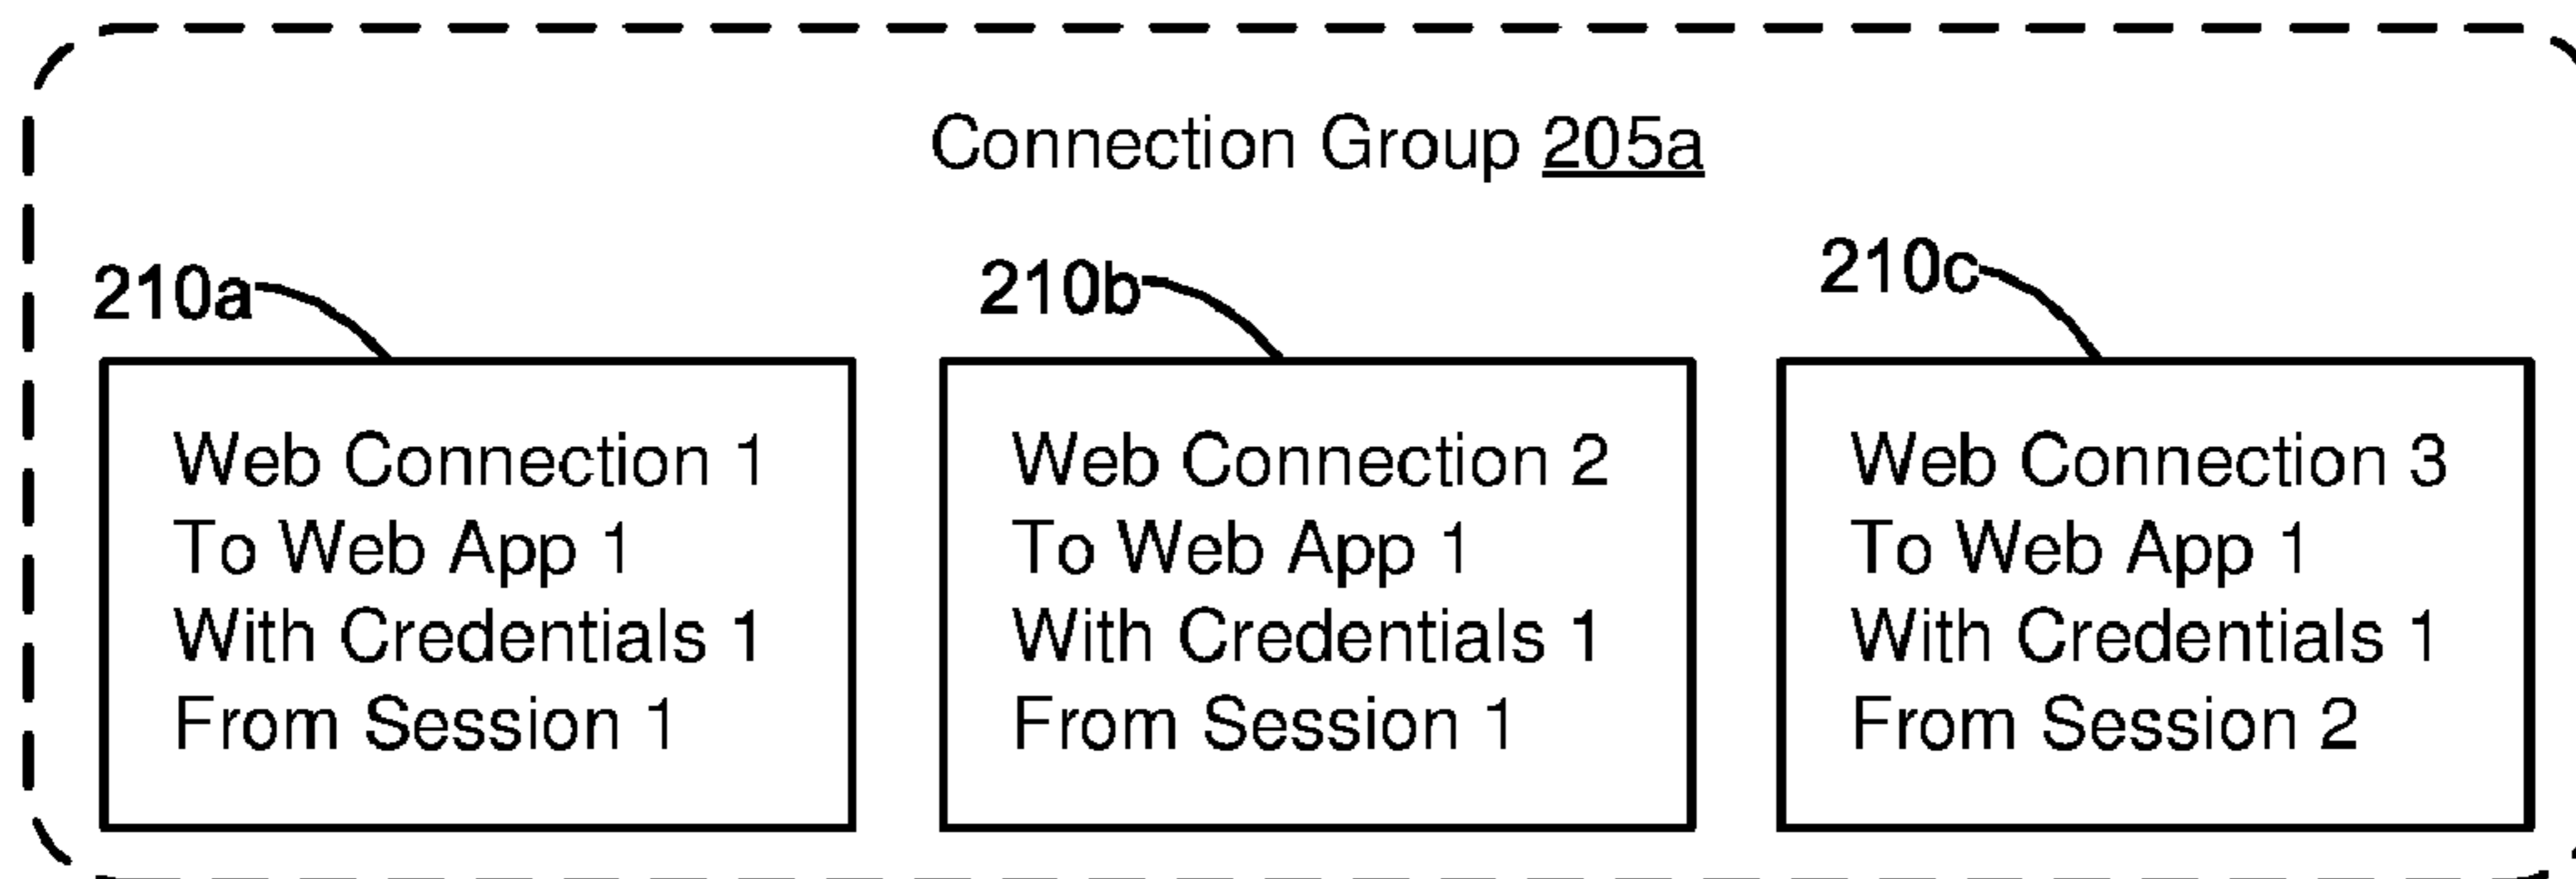 Connection Group 205a
210a
210b
210c
Web Connection 1
To Web App 1
With Credentials 1
From Session 1
Web Connection 2
To Web App 1
With Credentials 1
From Session 1
Web Connection 3
To Web App 1
With Credentials 1
From Session 2